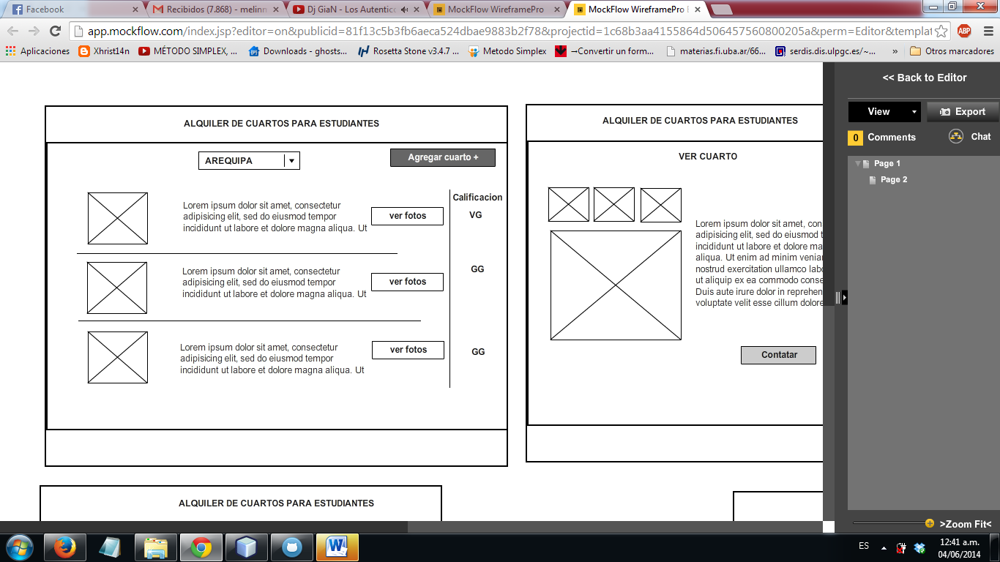 Facebook
Recibidos (7.868) - melinn
Dj GiaN - Los Autentico
MockFlow WireframePro
MockFlow WireframePro E
app.mockflow.com/index.jsp?editor=on&publicid=81f13c5b3fb6aeca524dbae9883b2f78&projectid=1c68b3aa4155864d506457560800205a&perm=Editor&templat
ABP
Aplicaciones
Xhrist14n
MÉTODO SIMPLEX, ...
Downloads - ghosts...
Rosetta Stone v3.4.7 ...
Metodo Simplex
→Convertir un form...
materias.fi.uba.ar/66...
serdis.dis.ulpgc.es/~...
»
Otros marcadores
<< Back to Editor
View
Export
0 Comments
Chat
Page 1
Page 2
ALQUILER DE CUARTOS PARA ESTUDIANTES
AREQUIPA
Agregar cuarto +
Calificacion
Lorem ipsum dolor sit amet, consectetur
adipisicing elit, sed do eiusmod tempor
incididunt ut labore et dolore magna aliqua. Ut
ver fotos
VG
Lorem ipsum dolor sit amet, consectetur
adipisicing elit, sed do eiusmod tempor
incididunt ut labore et dolore magna aliqua. Ut
ver fotos
GG
Lorem ipsum dolor sit amet, consectetur
adipisicing elit, sed do eiusmod tempor
incididunt ut labore et dolore magna aliqua. Ut
ver fotos
GG
ALQUILER DE CUARTOS PARA ESTUDIANTES
VER CUARTO
Lorem ipsum dolor sit amet, con
adipisicing elit, sed do eiusmod t
incididunt ut labore et dolore ma
aliqua. Ut enim ad minim venian
nostrud exercitation ullamco labo
ut aliquip ex ea commodo conse
Duis aute irure dolor in reprehen
voluptate velit esse cillum dolore
Contatar
ALQUILER DE CUARTOS PARA ESTUDIANTES
>Zoom Fit<
ES
12:41 a.m.
04/06/2014